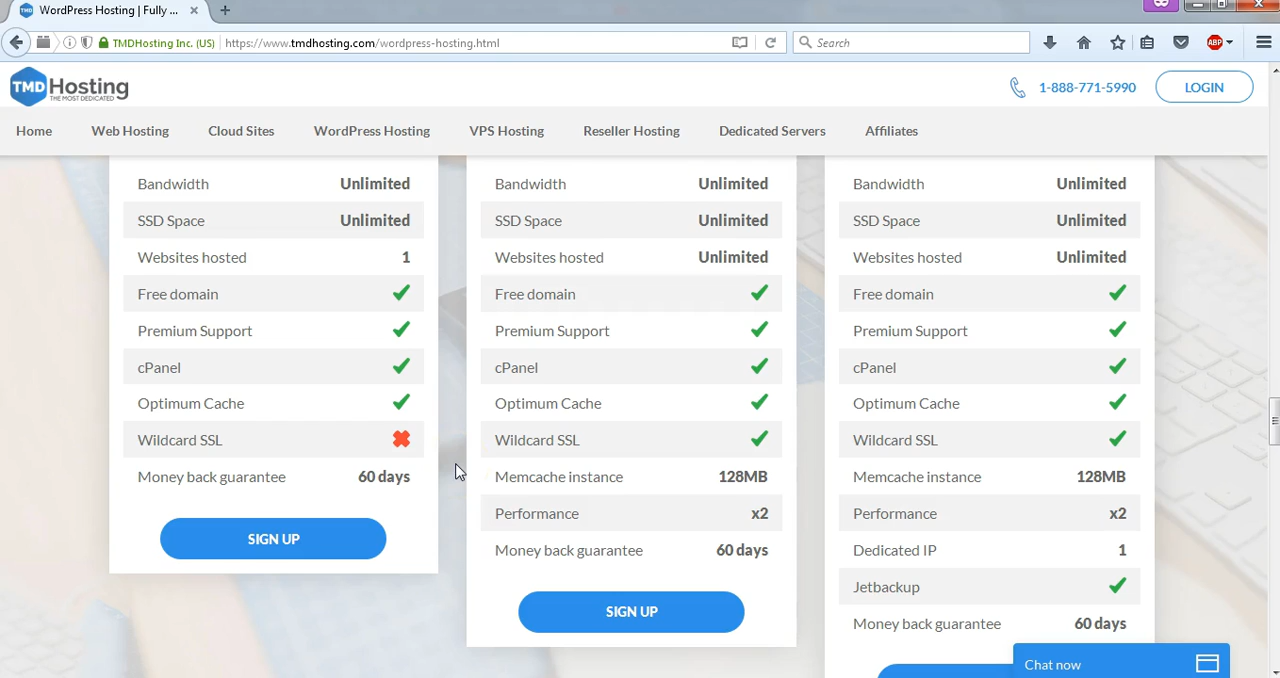 WordPress Hosting | Fully ...
TMDHosting Inc. (US) https://www.tmdhosting.com/wordpress-hosting.html Search ABP
TMD Hosting
THE MOST DEDICATED
1-888-771-5990 LOGIN
Home Web Hosting Cloud Sites WordPress Hosting VPS Hosting Reseller Hosting Dedicated Servers Affiliates
Bandwidth Unlimited
SSD Space Unlimited
Websites hosted 1
Free domain
Premium Support
cPanel
Optimum Cache
Wildcard SSL
Money back guarantee 60 days
SIGN UP
Bandwidth Unlimited
SSD Space Unlimited
Websites hosted Unlimited
Free domain
Premium Support
cPanel
Optimum Cache
Wildcard SSL
Memcache instance 128MB
Performance x2
Money back guarantee 60 days
SIGN UP
Bandwidth Unlimited
SSD Space Unlimited
Websites hosted Unlimited
Free domain
Premium Support
cPanel
Optimum Cache
Wildcard SSL
Memcache instance 128MB
Performance x2
Dedicated IP 1
Jetbackup
Money back guarantee 60 days
Chat now